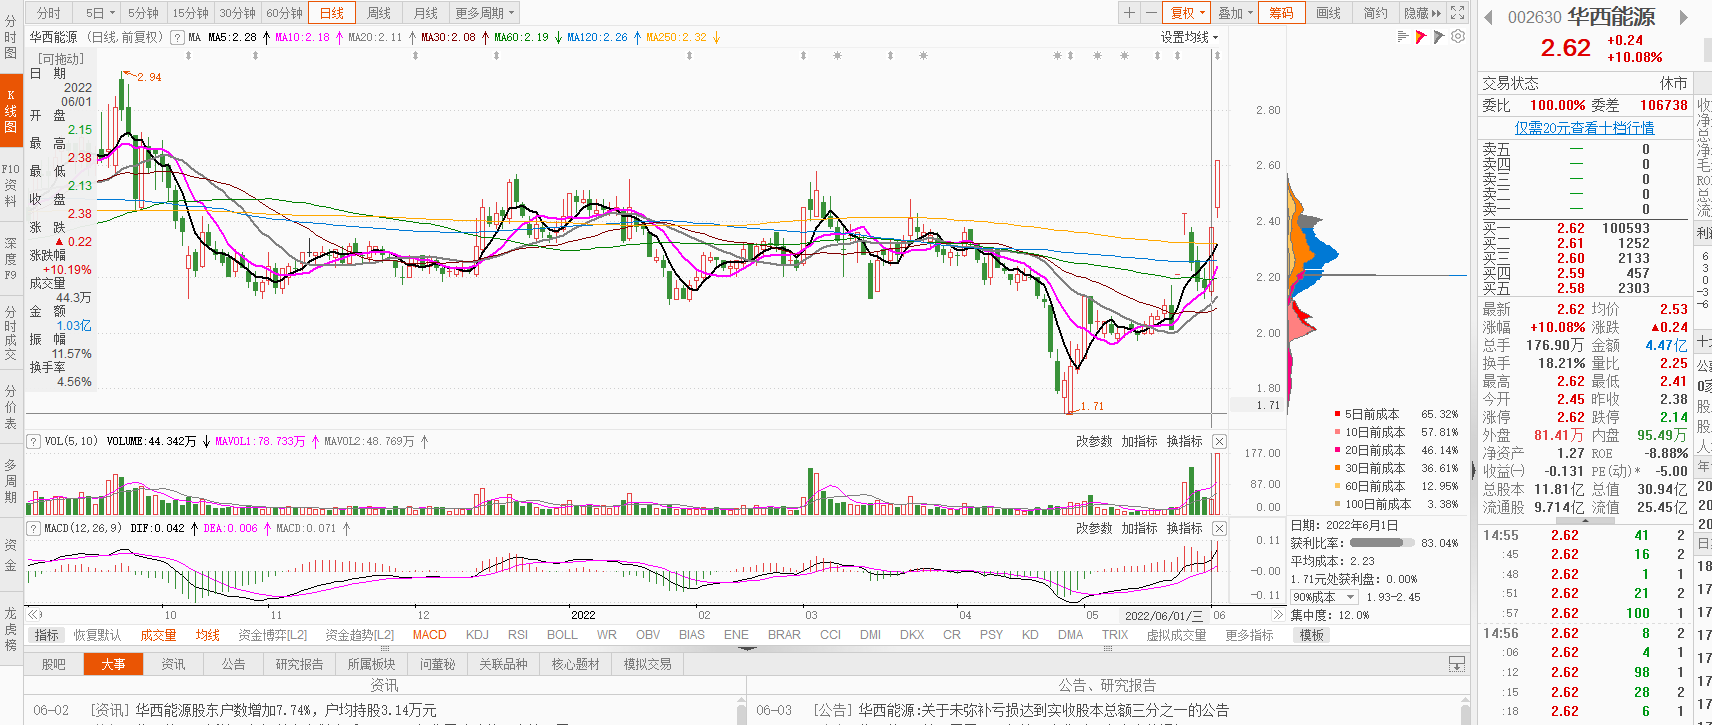 分时 5日 5分钟 15分钟 30分钟 60分钟 日线 周线 月线 更多周期 复权 叠加 筹码 画线 简约 隐藏
华西能源 (日线,前复权) ? MA MA5:2.28 ↑ MA10:2.18 ↑ MA20:2.11 ↑ MA30:2.08 ↑ MA60:2.19 ↓ MA120:2.26 ↑ MA250:2.32 ↓ 设置均线
分时图
K线图
F10资料
深度F9
分时成交
分价表
多周期
资金
龙虎榜
[可拖动]
日 期
2022
06/01
开 盘
2.15
最 高
2.38
最 低
2.13
收 盘
2.38
涨 跌
▲ 0.22
涨跌幅
+10.19%
成交量
44.3万
金 额
1.03亿
振 幅
11.57%
换手率
4.56%
2.94
1.71
2.80
2.60
2.40
2.20
2.00
1.80
1.71
? VOL(5,10) VOLUME:44.342万 ↓ MAVOL1:78.733万 ↑ MAVOL2:48.769万 ↑ 改参数 加指标 换指标
177.00
87.00
0.00
? MACD(12,26,9) DIF:0.042 ↑ DEA:0.006 ↑ MACD:0.071 ↑ 改参数 加指标 换指标
0.11
-0.00
-0.11
10 11 12 2022 02 03 04 05 2022/06/01/三 06
指标 恢复默认 成交量 均线 资金博弈[L2] 资金趋势[L2] MACD KDJ RSI BOLL WR OBV BIAS ENE BRAR CCI DMI DKX CR PSY KD DMA TRIX 虚拟成交量 更多指标 模板
股吧 大事 资讯 公告 研究报告 所属板块 问董秘 关联品种 核心题材 模拟交易
资讯
06-02 [资讯] 华西能源股东户数增加7.74%，户均持股3.14万元
公告、研究报告
06-03 [公告] 华西能源:关于未弥补亏损达到实收股本总额三分之一的公告
5日前成本 65.32%
10日前成本 57.81%
20日前成本 46.14%
30日前成本 36.61%
60日前成本 12.95%
100日前成本 3.38%
日期: 2022年6月1日
获利比率: 83.04%
平均成本: 2.23
1.71元处获利盘: 0.00%
90%成本 1.93-2.45
集中度: 12.0%
002630 华西能源
2.62 +0.24
+10.08%
交易状态 休市
委比 100.00% 委差 106738
仅需20元查看十档行情
卖五 — 0
卖四 — 0
卖三 — 0
卖二 — 0
卖一 — 0
买一 2.62 100593
买二 2.61 1252
买三 2.60 2133
买四 2.59 457
买五 2.58 2303
最新 2.62 均价 2.53
涨幅 +10.08% 涨跌 ▲0.24
总手 176.90万 金额 4.47亿
换手 18.21% 量比 2.25
最高 2.62 最低 2.41
今开 2.45 昨收 2.38
涨停 2.62 跌停 2.14
外盘 81.41万 内盘 95.49万
净资产 1.27 ROE -8.88%
收益(一) -0.131 PE(动)* -5.00
总股本 11.81亿 总值 30.94亿
流通股 9.714亿 流值 25.45亿
14:55 2.62 41 2
:45 2.62 16 2
:48 2.62 1 1
:51 2.62 21 2
:57 2.62 100 1
14:56 2.62 8 2
:06 2.62 4 1
:12 2.62 98 1
:15 2.62 28 2
:18 2.62 6 1